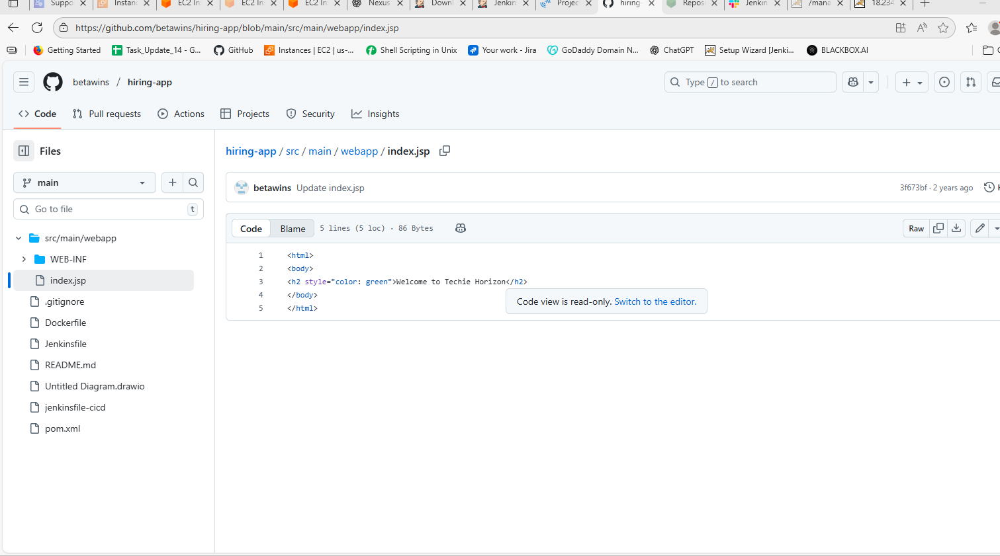 Suppo
Instanc
EC2 In
EC2 In
EC2 In
Nexus
Downl
Jenkin
Projec
hiring-
Repos
Jenkin
/mana
18.234
https://github.com/betawins/hiring-app/blob/main/src/main/webapp/index.jsp
Getting Started
Task_Update_14 - G...
GitHub
Instances | EC2 | us-...
Shell Scripting in Unix
Your work - Jira
GoDaddy Domain N...
ChatGPT
Setup Wizard [Jenki...
BLACKBOX.AI
betawins / hiring-app
Type / to search
Code
Pull requests
Actions
Projects
Security
Insights
Files
main
Go to file
t
src/main/webapp
WEB-INF
index.jsp
.gitignore
Dockerfile
Jenkinsfile
README.md
Untitled Diagram.drawio
jenkinsfile-cicd
pom.xml
hiring-app / src / main / webapp / index.jsp
betawins Update index.jsp
3f673bf · 2 years ago
Code Blame 5 lines (5 loc) · 86 Bytes
Raw
1 <html>
2 <body>
3 <h2 style="color: green">Welcome to Techie Horizon</h2>
4 </body>
5 </html>
Code view is read-only. Switch to the editor.